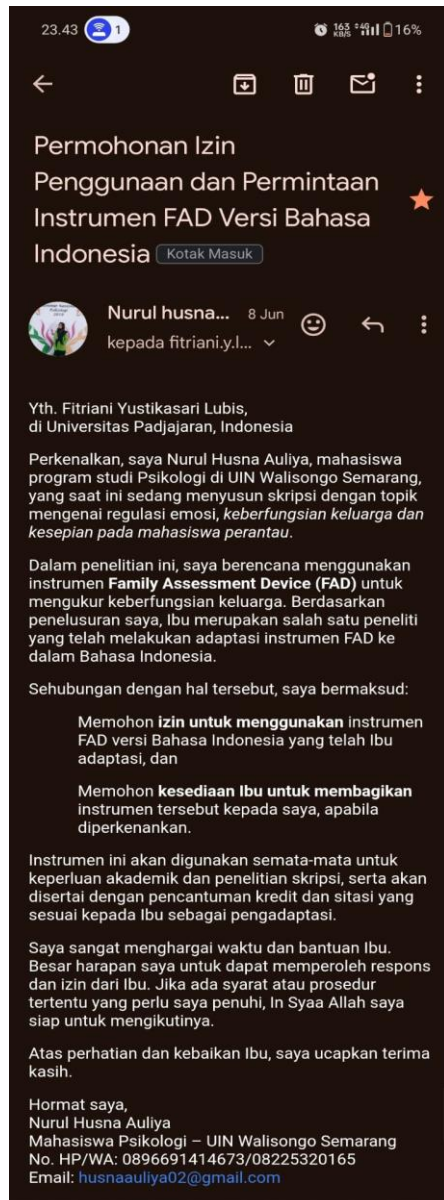 23.43 1 163 KB/S 4G 16%
Permohonan Izin
Penggunaan dan Permintaan
Instrumen FAD Versi Bahasa
Indonesia Kotak Masuk
Nurul husna... 8 Jun
kepada fitriani.y.l...
Yth. Fitriani Yustikasari Lubis,
di Universitas Padjajaran, Indonesia
Perkenalkan, saya Nurul Husna Auliya, mahasiswa
program studi Psikologi di UIN Walisongo Semarang,
yang saat ini sedang menyusun skripsi dengan topik
mengenai regulasi emosi, keberfungsian keluarga dan
kesepian pada mahasiswa perantau.
Dalam penelitian ini, saya berencana menggunakan
instrumen Family Assessment Device (FAD) untuk
mengukur keberfungsian keluarga. Berdasarkan
penelusuran saya, Ibu merupakan salah satu peneliti
yang telah melakukan adaptasi instrumen FAD ke
dalam Bahasa Indonesia.
Sehubungan dengan hal tersebut, saya bermaksud:
Memohon izin untuk menggunakan instrumen
FAD versi Bahasa Indonesia yang telah Ibu
adaptasi, dan
Memohon kesediaan Ibu untuk membagikan
instrumen tersebut kepada saya, apabila
diperkenankan.
Instrumen ini akan digunakan semata-mata untuk
keperluan akademik dan penelitian skripsi, serta akan
disertai dengan pencantuman kredit dan sitasi yang
sesuai kepada Ibu sebagai pengadaptasi.
Saya sangat menghargai waktu dan bantuan Ibu.
Besar harapan saya untuk dapat memperoleh respons
dan izin dari Ibu. Jika ada syarat atau prosedur
tertentu yang perlu saya penuhi, In Syaa Allah saya
siap untuk mengikutinya.
Atas perhatian dan kebaikan Ibu, saya ucapkan terima
kasih.
Hormat saya,
Nurul Husna Auliya
Mahasiswa Psikologi – UIN Walisongo Semarang
No. HP/WA: 0896691414673/08225320165
Email: husnaauliya02@gmail.com